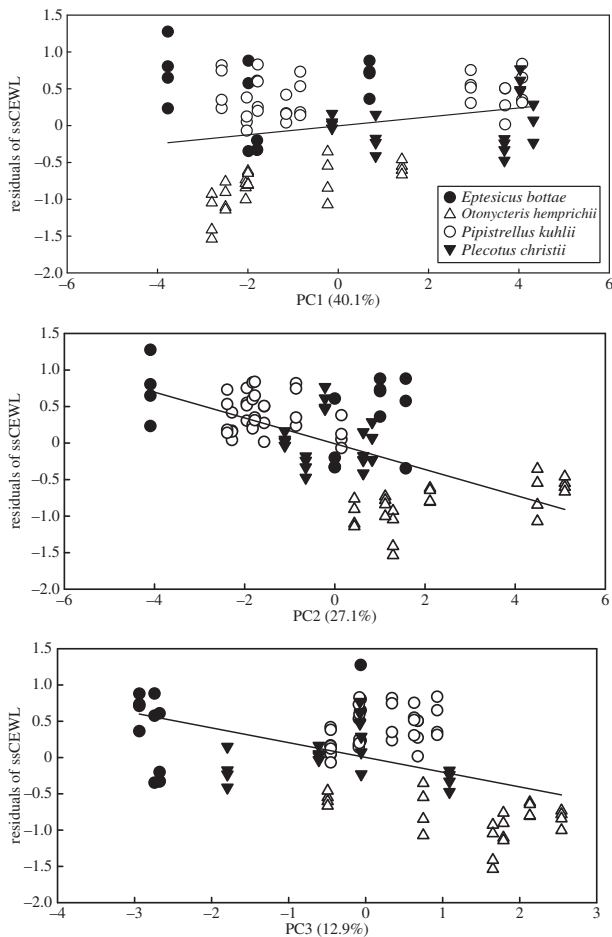 1.5
1.0
0.5
0
−0.5
−1.0
−1.5
−2.0
residuals of ssCEWL
−6 −4 −2 0 2 4 6
PC1 (40.1%)
Eptesicus bottae
Otonycteris hemprichii
Pipistrellus kuhlii
Plecotus christii
1.5
1.0
0.5
0
−0.5
−1.0
−1.5
−2.0
residuals of ssCEWL
−6 −4 −2 0 2 4 6
PC2 (27.1%)
1.5
1.0
0.5
0
−0.5
−1.0
−1.5
−2.0
residuals of ssCEWL
−4 −3 −2 −1 0 1 2 3
PC3 (12.9%)